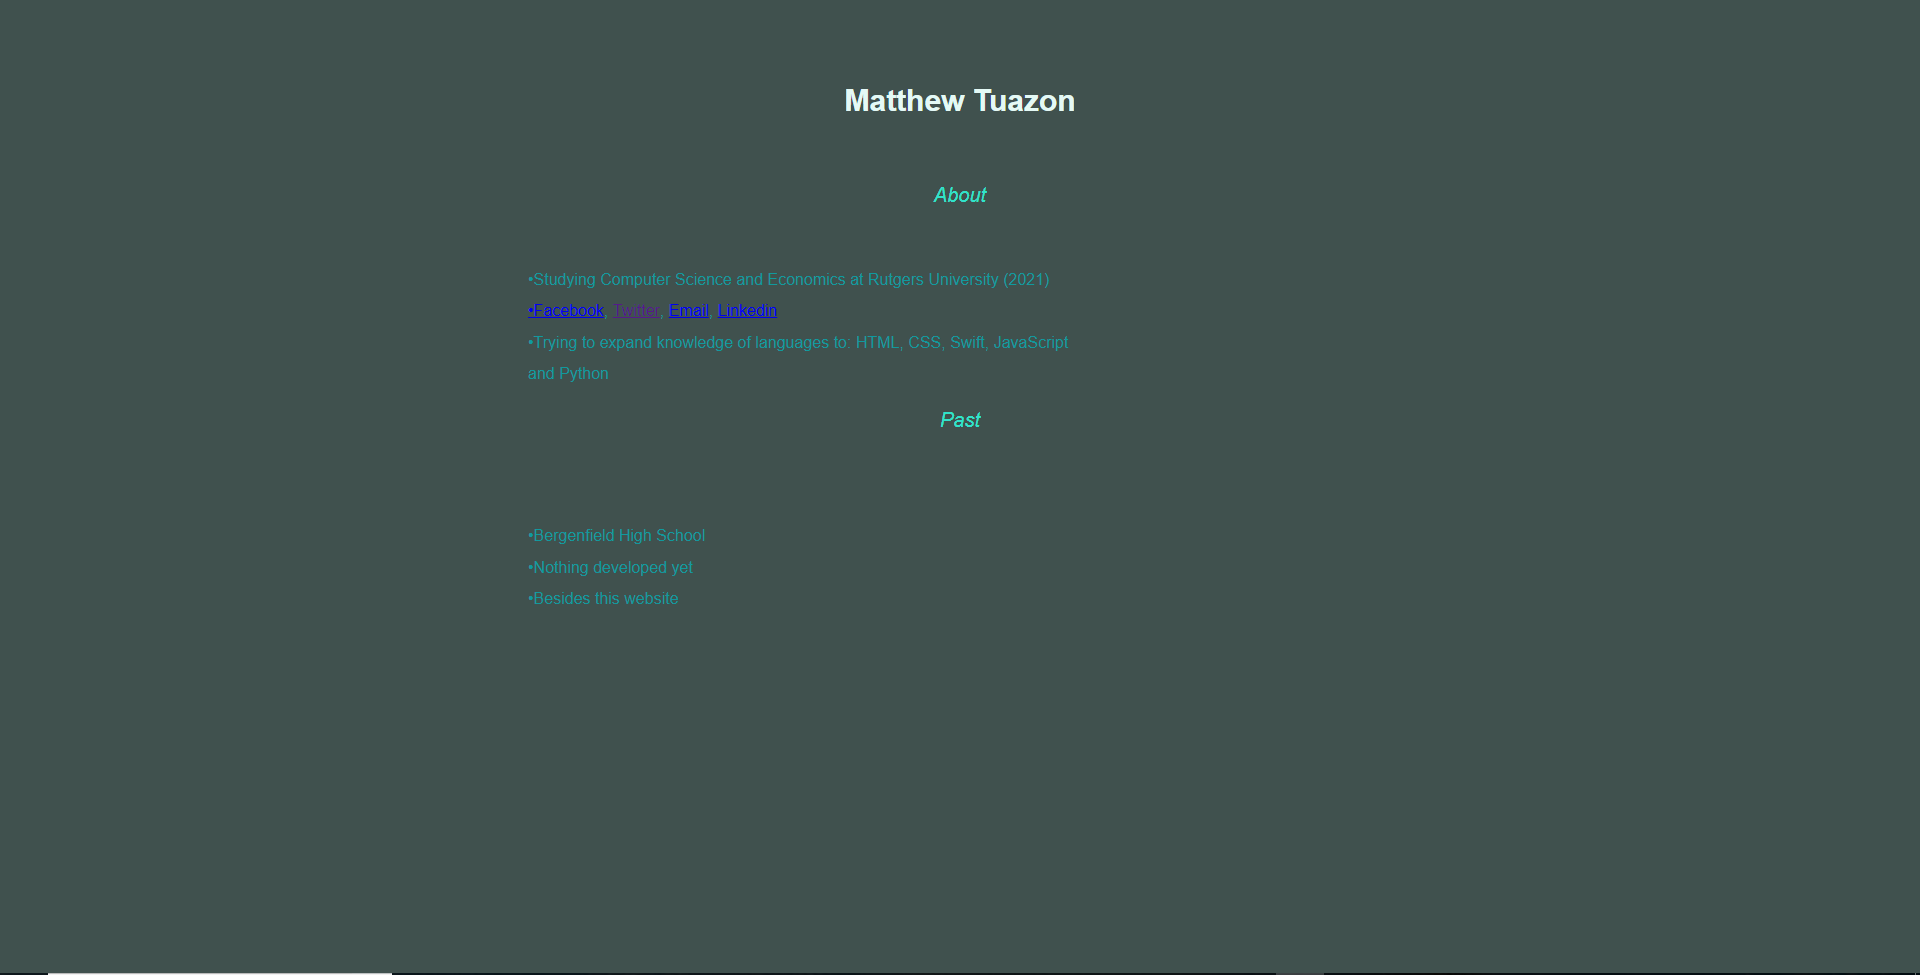 Matthew Tuazon
About
•Studying Computer Science and Economics at Rutgers University (2021)
•Facebook, Twitter, Email, Linkedin
•Trying to expand knowledge of languages to: HTML, CSS, Swift, JavaScript
and Python
Past
•Bergenfield High School
•Nothing developed yet
•Besides this website